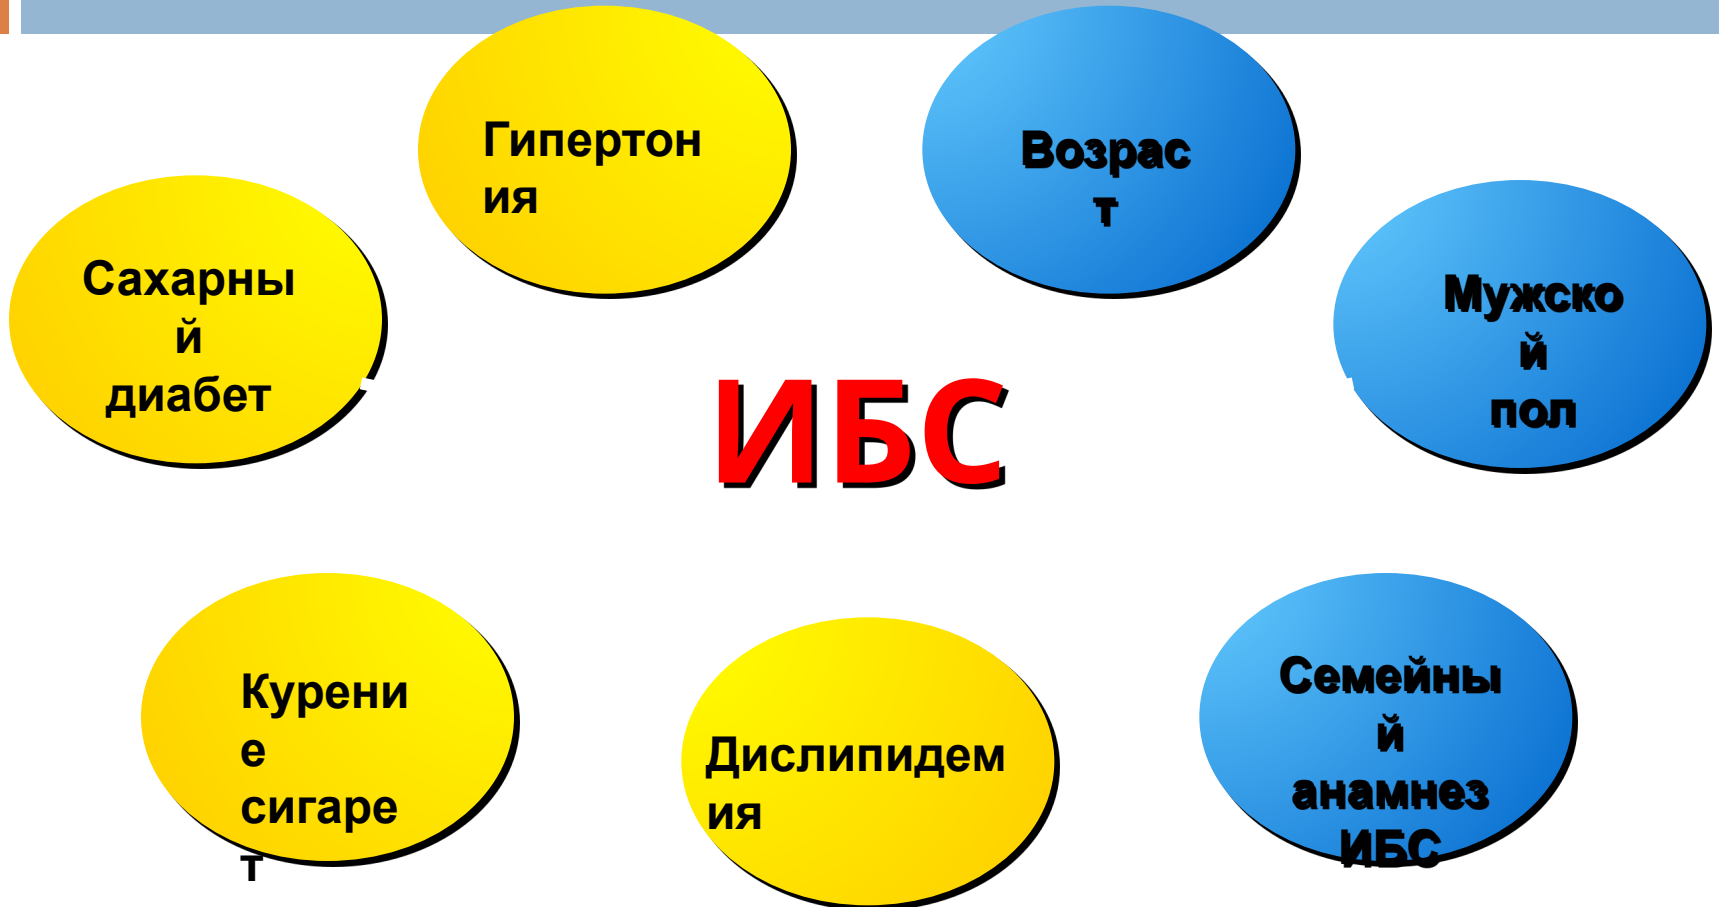 Гипертон
ия
Возрас
т
Сахарны
й
диабет
Мужско
й
пол
ИБС
Курени
е
сигаре
т
Дислипидем
ия
Семейны
й
анамнез
ИБС